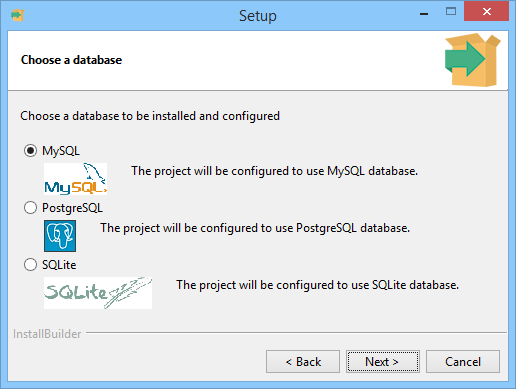 Setup
Choose a database
Choose a database to be installed and configured
MySQL
MySQL The project will be configured to use MySQL database.
PostgreSQL
The project will be configured to use PostgreSQL database.
SQLite
SQLite The project will be configured to use SQLite database.
InstallBuilder
< Back Next > Cancel